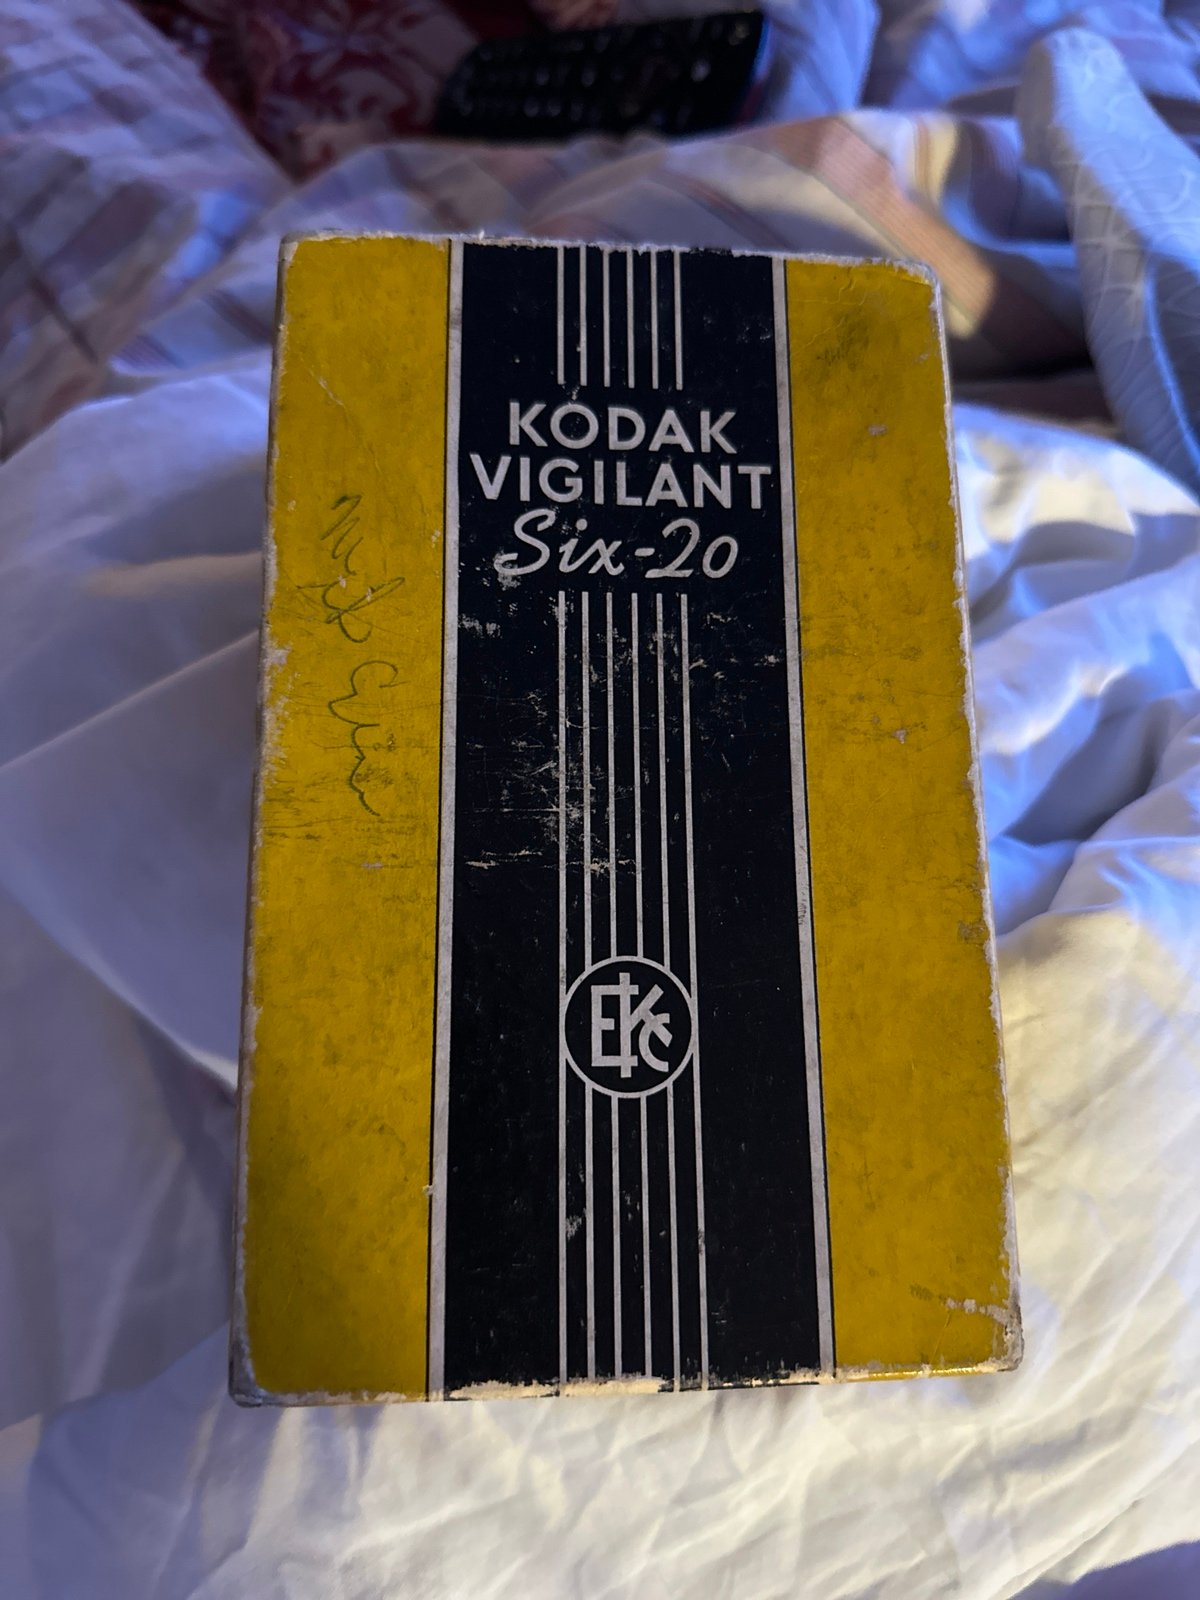 KODAK
VIGILANT
Six-20
EKC